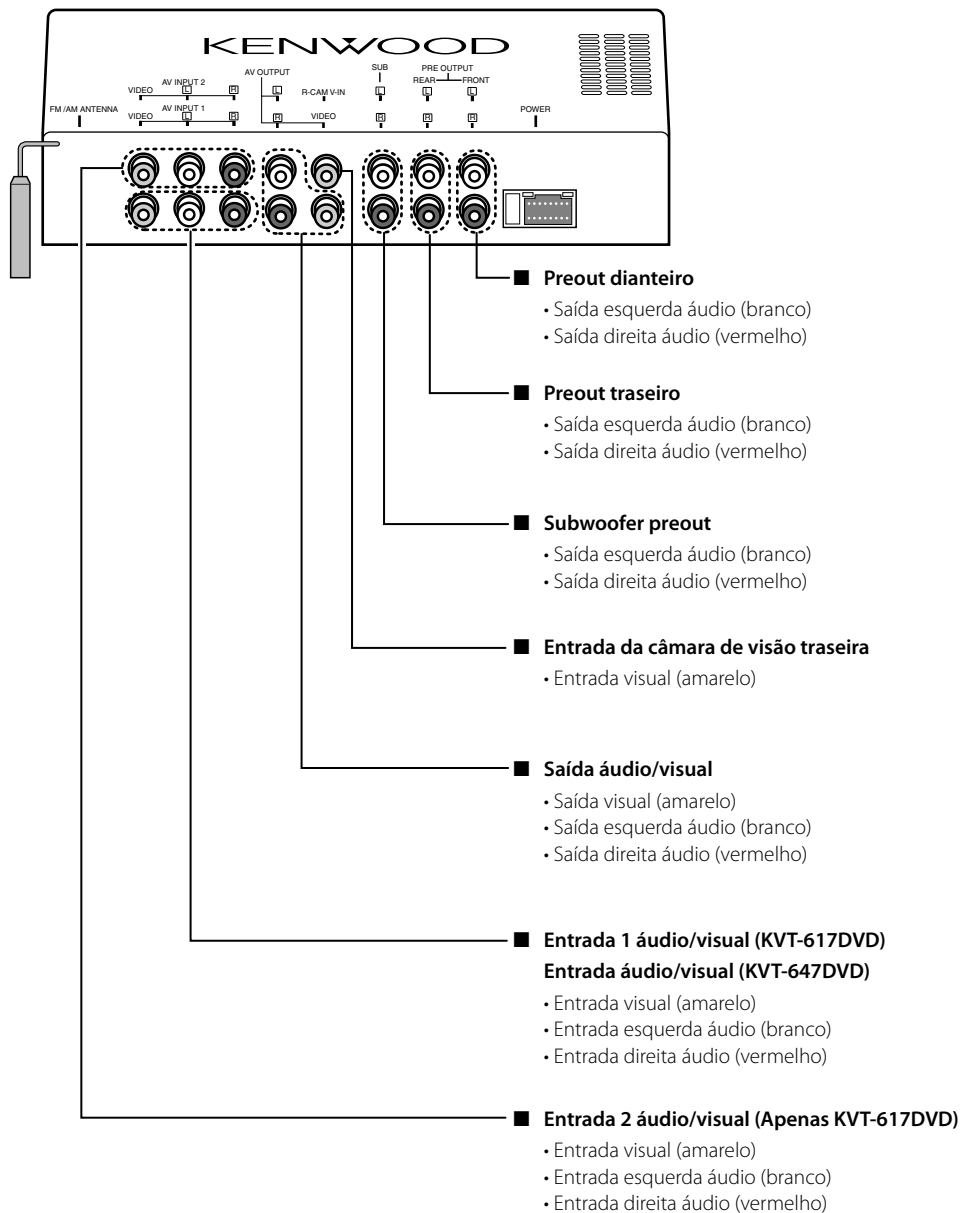 KENWOOD
SUB PRE OUTPUT
AV OUTPUT REAR FRONT
AV INPUT 2
VIDEO L R L R-CAM V-IN L L L
FM /AM ANTENNA AV INPUT 1 POWER
VIDEO L R R VIDEO R R R
■ Preout dianteiro
• Saída esquerda áudio (branco)
• Saída direita áudio (vermelho)
■ Preout traseiro
• Saída esquerda áudio (branco)
• Saída direita áudio (vermelho)
■ Subwoofer preout
• Saída esquerda áudio (branco)
• Saída direita áudio (vermelho)
■ Entrada da câmara de visão traseira
• Entrada visual (amarelo)
■ Saída áudio/visual
• Saída visual (amarelo)
• Saída esquerda áudio (branco)
• Saída direita áudio (vermelho)
■ Entrada 1 áudio/visual (KVT-617DVD)
Entrada áudio/visual (KVT-647DVD)
• Entrada visual (amarelo)
• Entrada esquerda áudio (branco)
• Entrada direita áudio (vermelho)
■ Entrada 2 áudio/visual (Apenas KVT-617DVD)
• Entrada visual (amarelo)
• Entrada esquerda áudio (branco)
• Entrada direita áudio (vermelho)